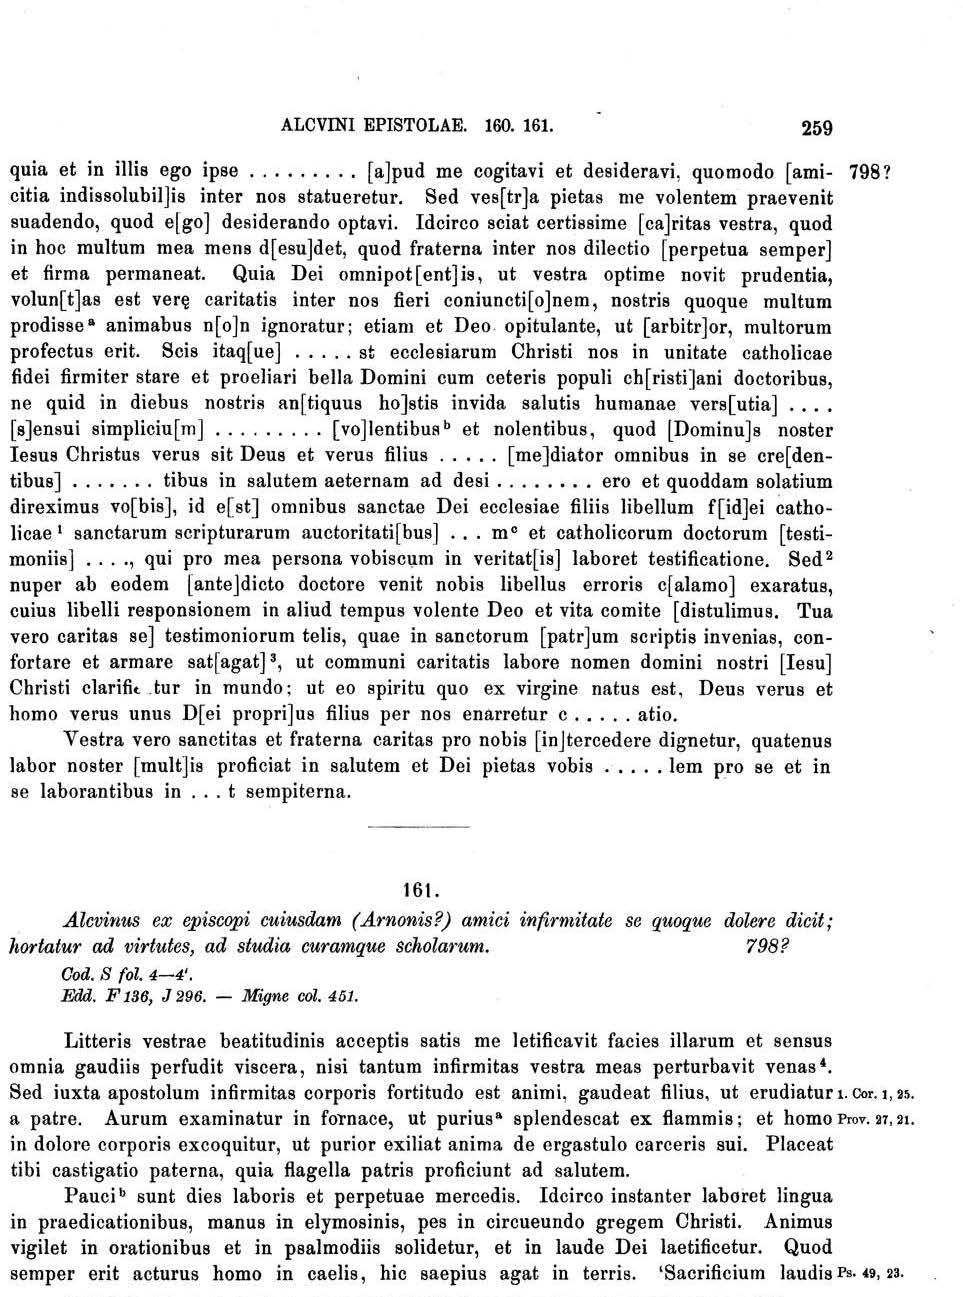 ALCVINI EPISTOLAE. 160. 161. 259
quia et in illis ego ipse . . . . . . . . . [a]pud me cogitavi et desideravi, quomodo [ami- 798?
citia indissolubil]is inter nos statueretur. Sed ves[tr]a pietas me volentem praevenit
suadendo, quod e[go] desiderando optavi. Idcirco sciat certissime [ca]ritas vestra, quod
in hoc multum mea mens d[esu]det, quod fraterna inter nos dilectio [perpetua semper]
et firma permaneat. Quia Dei omnipot[ent]is, ut vestra optime novit prudentia,
volun[t]as est verę caritatis inter nos fieri coniuncti[o]nem, nostris quoque multum
prodisse a animabus n[o]n ignoratur; etiam et Deo opitulante, ut [arbitr]or, multorum
profectus erit. Scis itaq[ue] . . . . . st ecclesiarum Christi nos in unitate catholicae
fidei firmiter stare et proeliari bella Domini cum ceteris populi ch[risti]ani doctoribus,
ne quid in diebus nostris an[tiquus ho]stis invida salutis humanae vers[utia] . . . .
[s]ensui simpliciu[m] . . . . . . . . . [vo]lentibus b et nolentibus, quod [Dominu]s noster
Iesus Christus verus sit Deus et verus filius . . . . . [me]diator omnibus in se cre[den-
tibus] . . . . . . . tibus in salutem aeternam ad desi . . . . . . . . ero et quoddam solatium
direximus vo[bis], id e[st] omnibus sanctae Dei ecclesiae filiis libellum f[id]ei catho-
licae 1 sanctarum scripturarum auctoritati[bus] . . . m c et catholicorum doctorum [testi-
moniis] . . . ., qui pro mea persona vobiscum in veritat[is] laboret testificatione. Sed 2
nuper ab eodem [ante]dicto doctore venit nobis libellus erroris c[alamo] exaratus,
cuius libelli responsionem in aliud tempus volente Deo et vita comite [distulimus. Tua
vero caritas se] testimoniorum telis, quae in sanctorum [patr]um scriptis invenias, con-
fortare et armare sat[agat] 3, ut communi caritatis labore nomen domini nostri [Iesu]
Christi tur in mundo; ut eo spiritu quo ex virgine natus est, Deus verus et
homo verus unus D[ei propri]us filius per nos enarretur c . . . . . atio.
Vestra vero sanctitas et fraterna caritas pro nobis [in]tercedere dignetur, quatenus
labor noster [mult]is proficiat in salutem et Dei pietas vobis . . . . . lem pro se et in
se laborantibus in . . . t sempiterna.
161.
Alcvinus ex episcopi cuiusdam (Arnonis?) amici infirmitate se quoque dolere dicit;
hortatur ad virtutes, ad studia curamque scholarum. 798?
Cod. S fol. 4—4'.
Edd. F 136, J 296. — Migne col. 451.
Litteris vestrae beatitudinis acceptis satis me letificavit facies illarum et sensus
omnia gaudiis perfudit viscera, nisi tantum infirmitas vestra meas perturbavit venas 4.
Sed iuxta apostolum infirmitas corporis fortitudo est animi, gaudeat filius, ut erudiatur 1. Cor. 1, 25.
a patre. Aurum examinatur in fornace, ut purius a splendescat ex flammis; et homo Prov. 27, 21.
in dolore corporis excoquitur, ut purior exiliat anima de ergastulo carceris sui. Placeat
tibi castigatio paterna, quia flagella patris proficiunt ad salutem.
Pauci b sunt dies laboris et perpetuae mercedis. Idcirco instanter laboret lingua
in praedicationibus, manus in elymosinis, pes in circueundo gregem Christi. Animus
vigilet in orationibus et in psalmodiis solidetur, et in laude Dei laetificetur. Quod
semper erit acturus homo in caelis, hic saepius agat in terris. ‘Sacrificium laudis Ps. 49, 23.